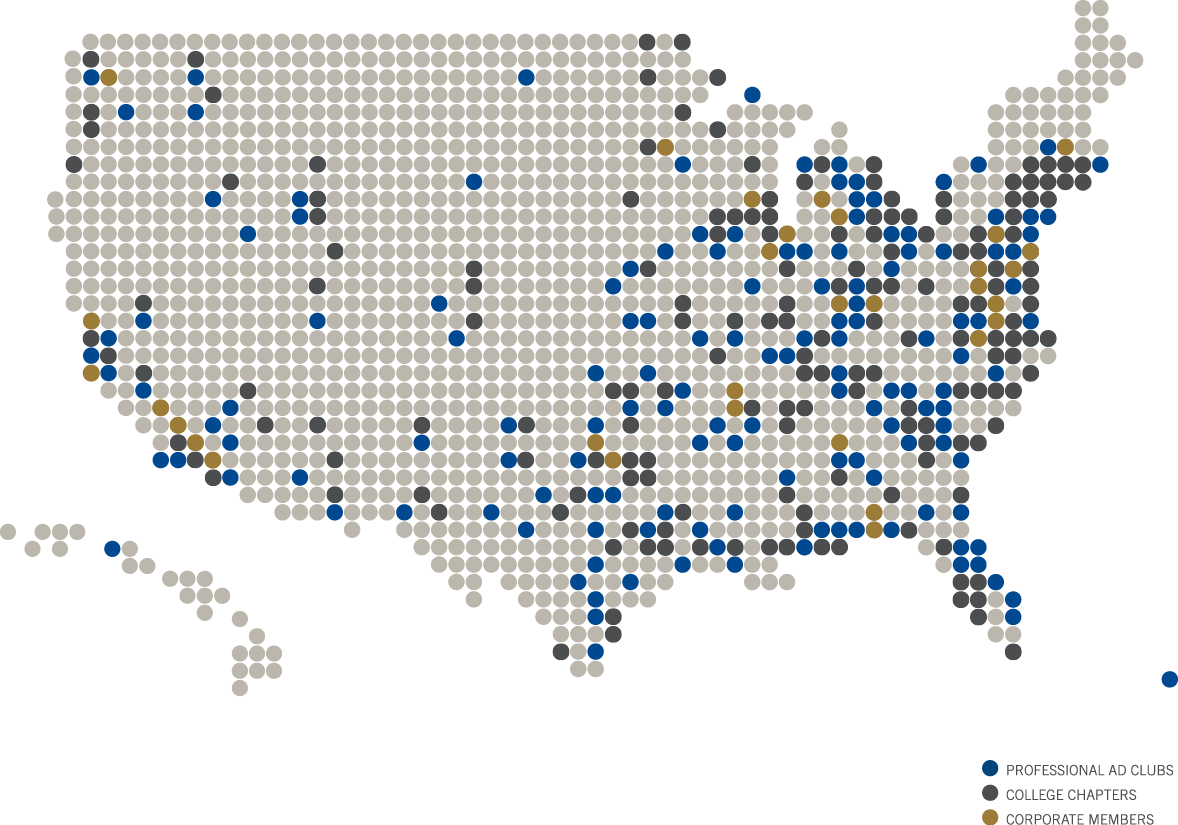 PROFESSIONAL AD CLUBS
COLLEGE CHAPTERS
CORPORATE MEMBERS